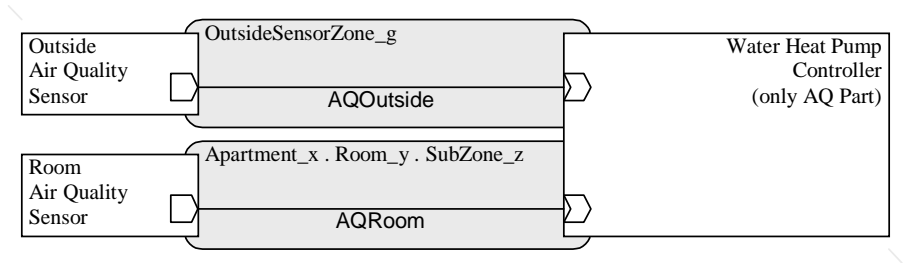 Outside
Air Quality
Sensor
OutsideSensorZone_g
AQOutside
Water Heat Pump
Controller
(only AQ Part)
Room
Air Quality
Sensor
Apartment_x . Room_y . SubZone_z
AQRoom